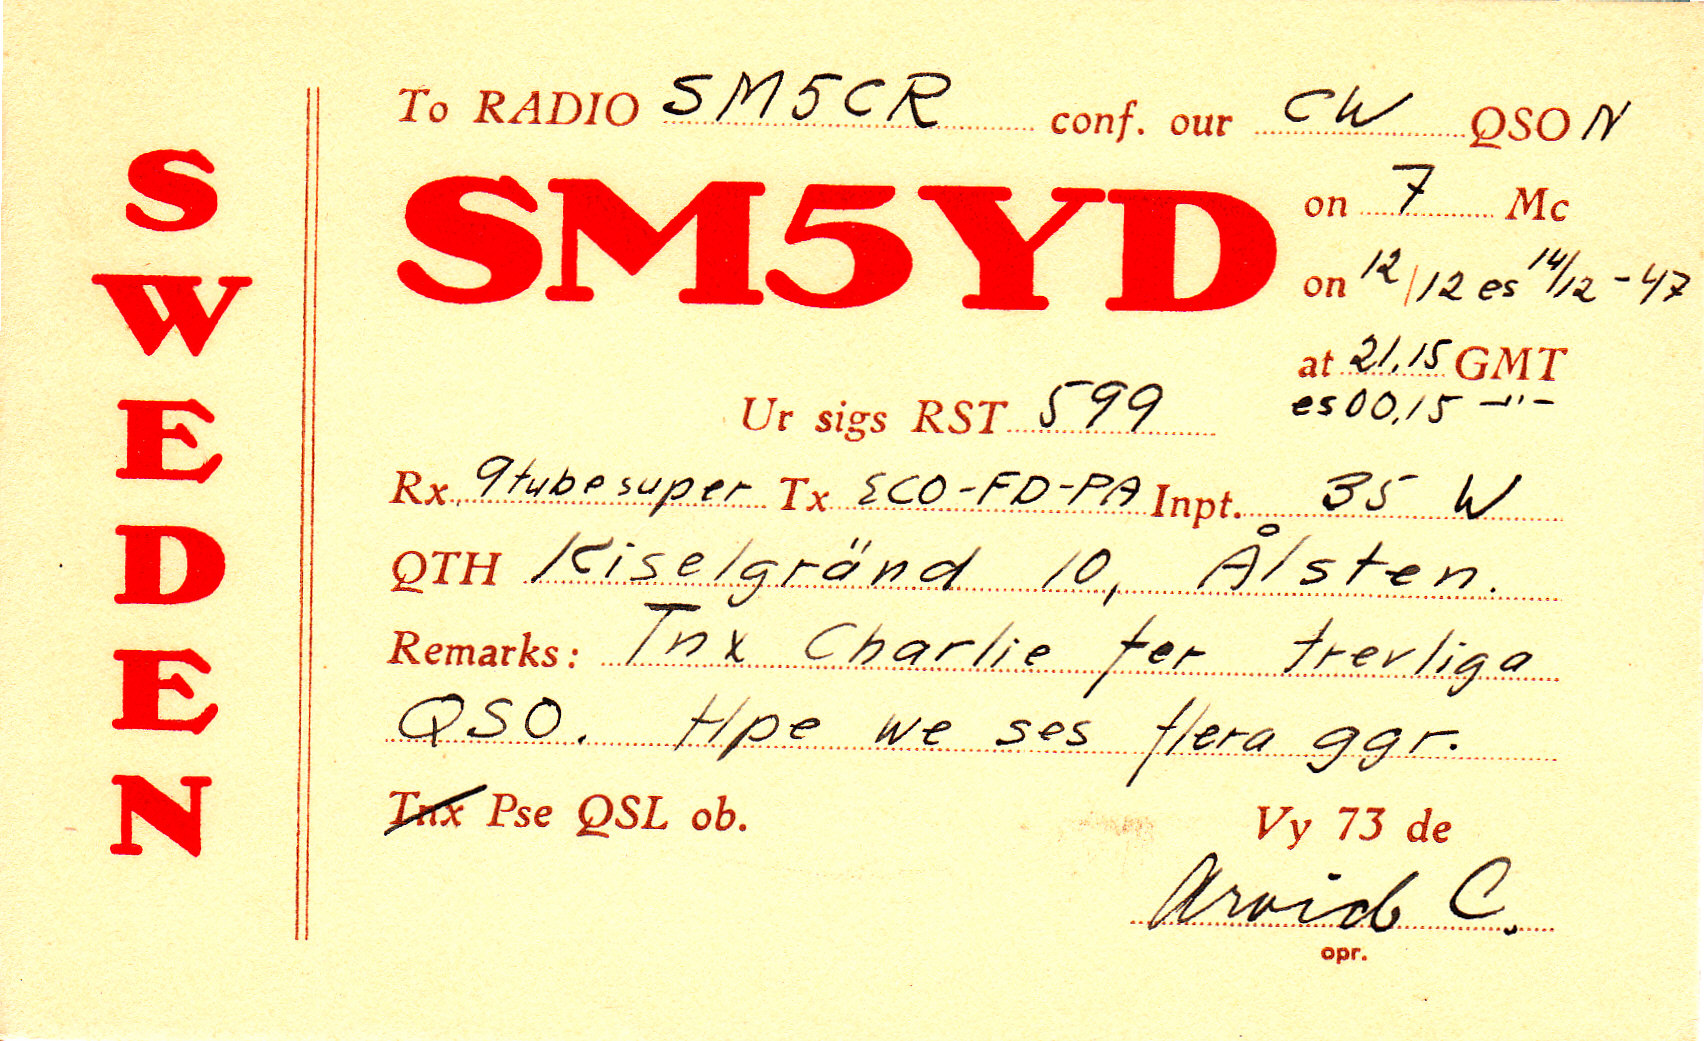 SWEDEN
To RADIO SM5CR conf. our CW QSO N
SM5YD
on 7 Mc
on 12/12 es 14/12 - 47
at 21.15 GMT
es 00.15 -"-
Ur sigs RST 599
Rx 9tube super Tx ECO-FD-PA Inpt. 35 W
QTH Kiselgränd 10, Ålsten.
Remarks: Tnx Charlie fer trevliga
QSO. Hpe we ses flera ggr.
Tnx Pse QSL ob. Vy 73 de
Arvid C.
opr.